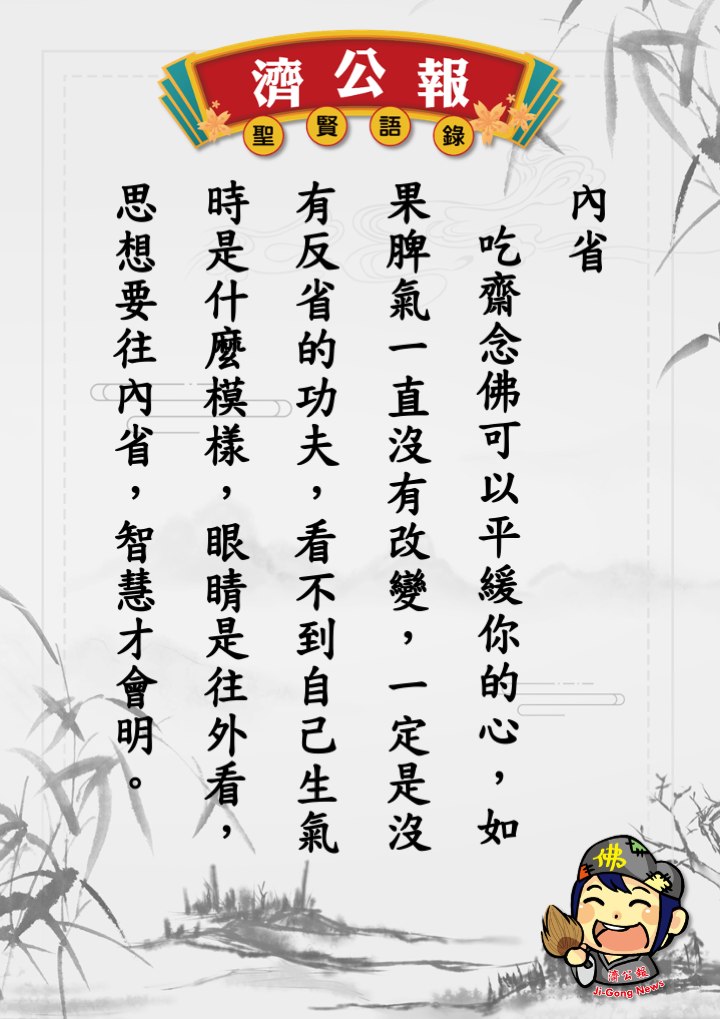 濟公報
聖賢語錄
內省
吃齋念佛可以平緩你的心，如
果脾氣一直沒有改變，一定是沒
有反省的功夫，看不到自己生氣
時是什麼模樣，眼睛是往外看，
思想要往內省，智慧才會明。
佛
濟公報
Ji-Gong News